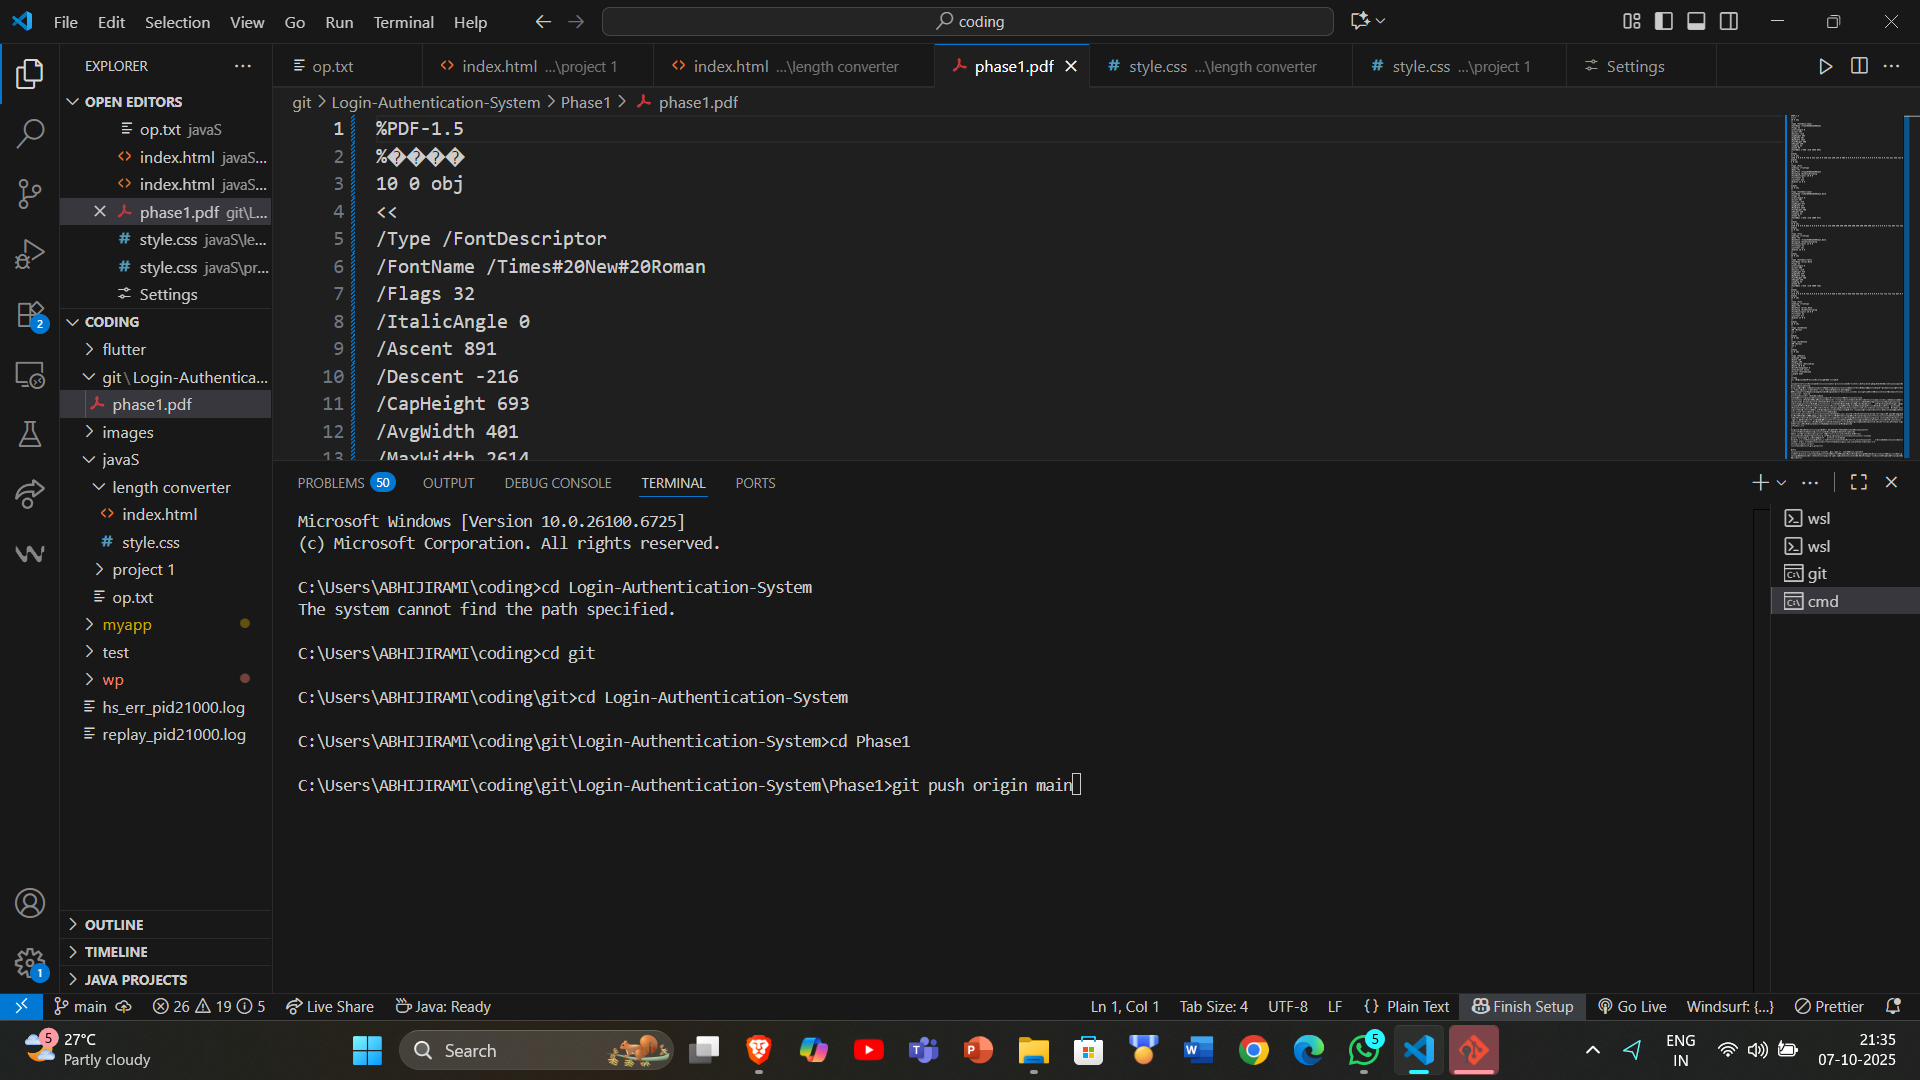 File Edit Selection View Go Run Terminal Help
coding
EXPLORER
OPEN EDITORS
op.txt javaS
index.html javaS...
index.html javaS...
phase1.pdf git\L...
style.css javaS\le...
style.css javaS\pr...
Settings
CODING
flutter
git\Login-Authentica...
phase1.pdf
images
javaS
length converter
index.html
style.css
project 1
op.txt
myapp
test
wp
hs_err_pid21000.log
replay_pid21000.log
OUTLINE
TIMELINE
JAVA PROJECTS
2
1
op.txt
index.html ...\project 1
index.html ...\length converter
phase1.pdf
style.css ...\length converter
style.css ...\project 1
Settings
git > Login-Authentication-System > Phase1 > phase1.pdf
1 %PDF-1.5
2 %����
3 10 0 obj
4 <<
5 /Type /FontDescriptor
6 /FontName /Times#20New#20Roman
7 /Flags 32
8 /ItalicAngle 0
9 /Ascent 891
10 /Descent -216
11 /CapHeight 693
12 /AvgWidth 401
13 /MaxWidth 2614
PROBLEMS 50 OUTPUT DEBUG CONSOLE TERMINAL PORTS
Microsoft Windows [Version 10.0.26100.6725]
(c) Microsoft Corporation. All rights reserved.
C:\Users\ABHIJIRAMI\coding>cd Login-Authentication-System
The system cannot find the path specified.
C:\Users\ABHIJIRAMI\coding>cd git
C:\Users\ABHIJIRAMI\coding\git>cd Login-Authentication-System
C:\Users\ABHIJIRAMI\coding\git\Login-Authentication-System>cd Phase1
C:\Users\ABHIJIRAMI\coding\git\Login-Authentication-System\Phase1>git push origin main
wsl
wsl
git
cmd
main 26 19 5 Live Share Java: Ready
Ln 1, Col 1 Tab Size: 4 UTF-8 LF {} Plain Text Finish Setup Go Live Windsurf: {...} Prettier
5
27°C
Partly cloudy
Search
5
ENG
IN
21:35
07-10-2025